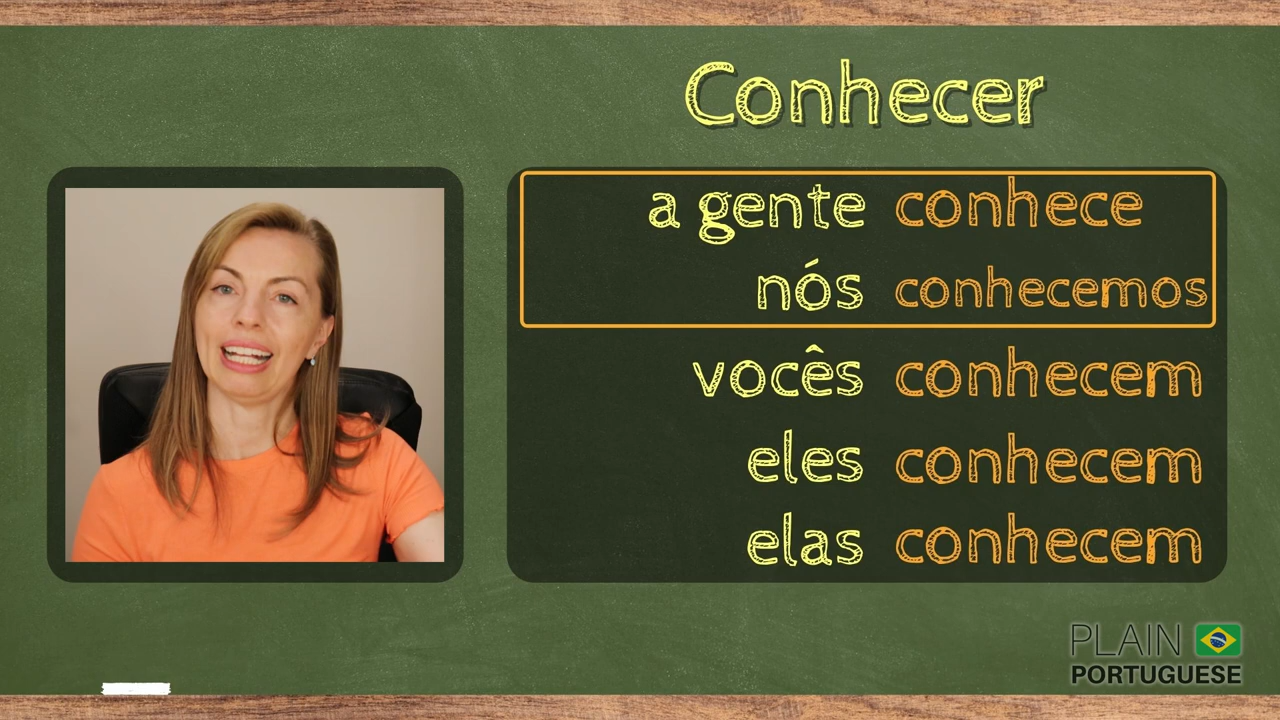 Conhecer
a gente conhece
nós conhecemos
vocês conhecem
eles conhecem
elas conhecem
PLAIN
PORTUGUESE